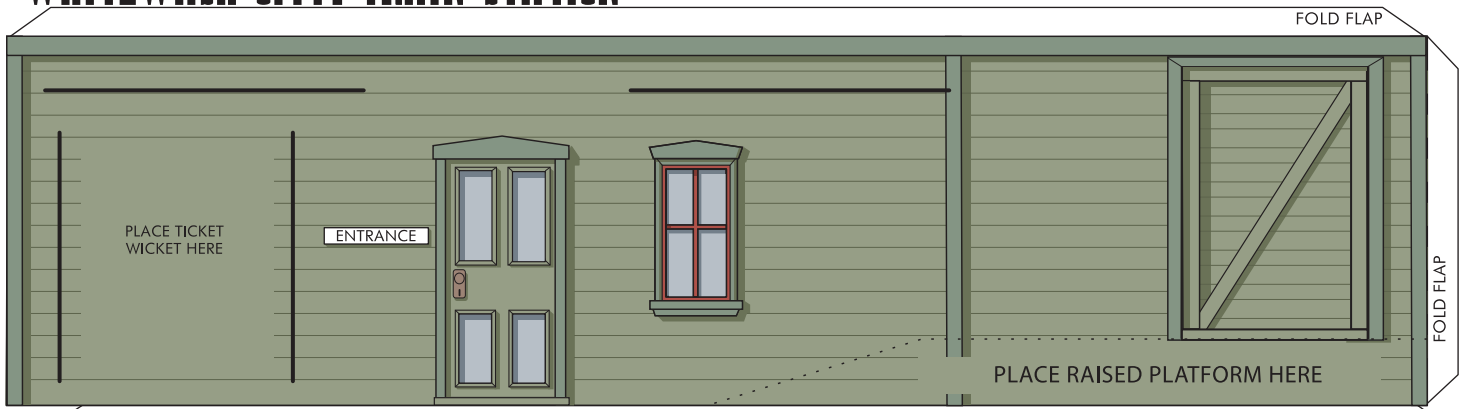 FOLD FLAP
PLACE TICKET
WICKET HERE
ENTRANCE
FOLD FLAP
PLACE RAISED PLATFORM HERE